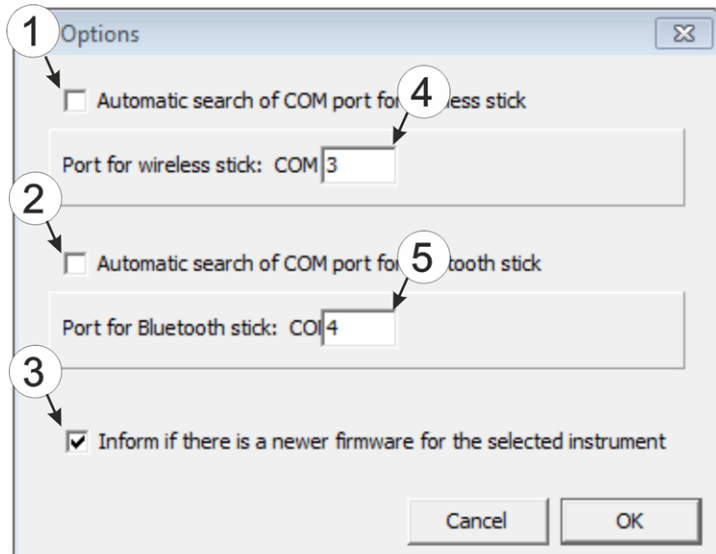 1
Options
Automatic search of COM port for ess stick
4
Port for wireless stick: COM 3
2
Automatic search of COM port for tooth stick
5
Port for Bluetooth stick: CO 4
3
Inform if there is a newer firmware for the selected instrument
Cancel OK